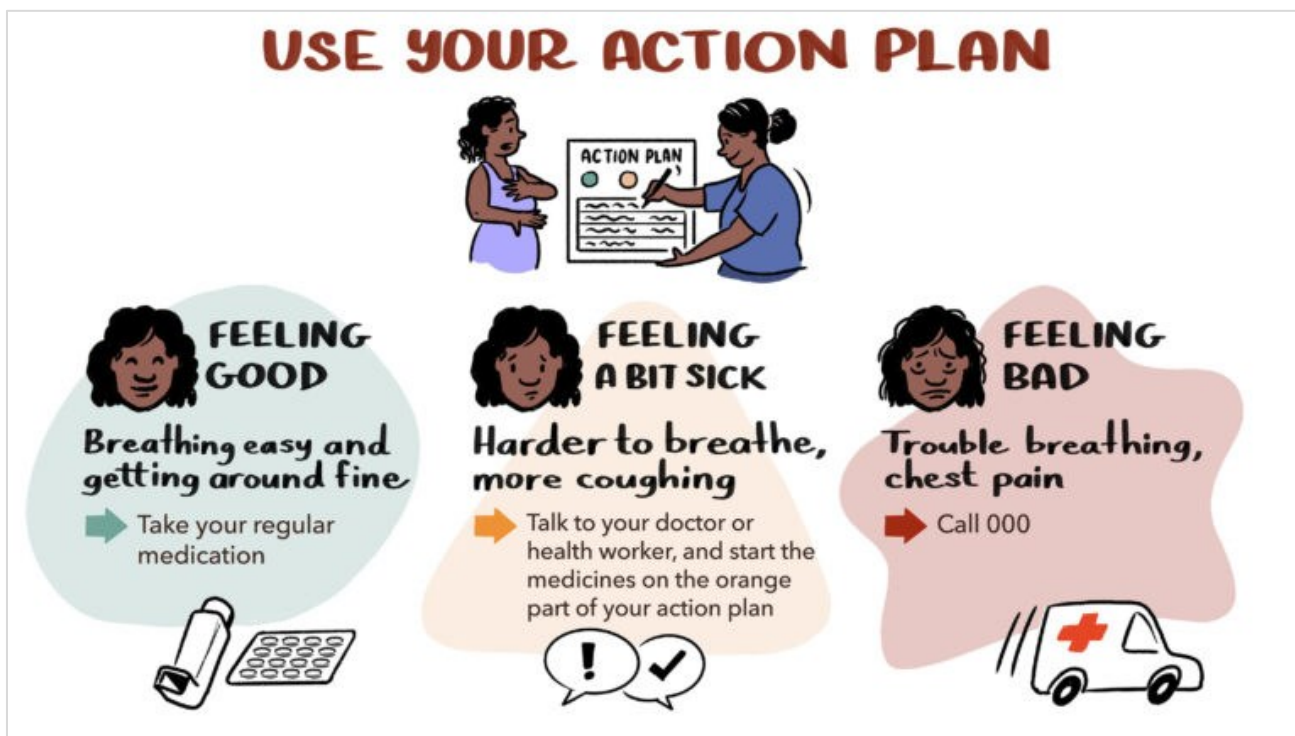 USE YOUR ACTION PLAN
ACTION PLAN
FEELING
GOOD
Breathing easy and
getting around fine
Take your regular
medication
FEELING
A BIT SICK
Harder to breathe,
more coughing
Talk to your doctor or
health worker, and start the
medicines on the orange
part of your action plan
!
FEELING
BAD
Trouble breathing,
chest pain
Call 000